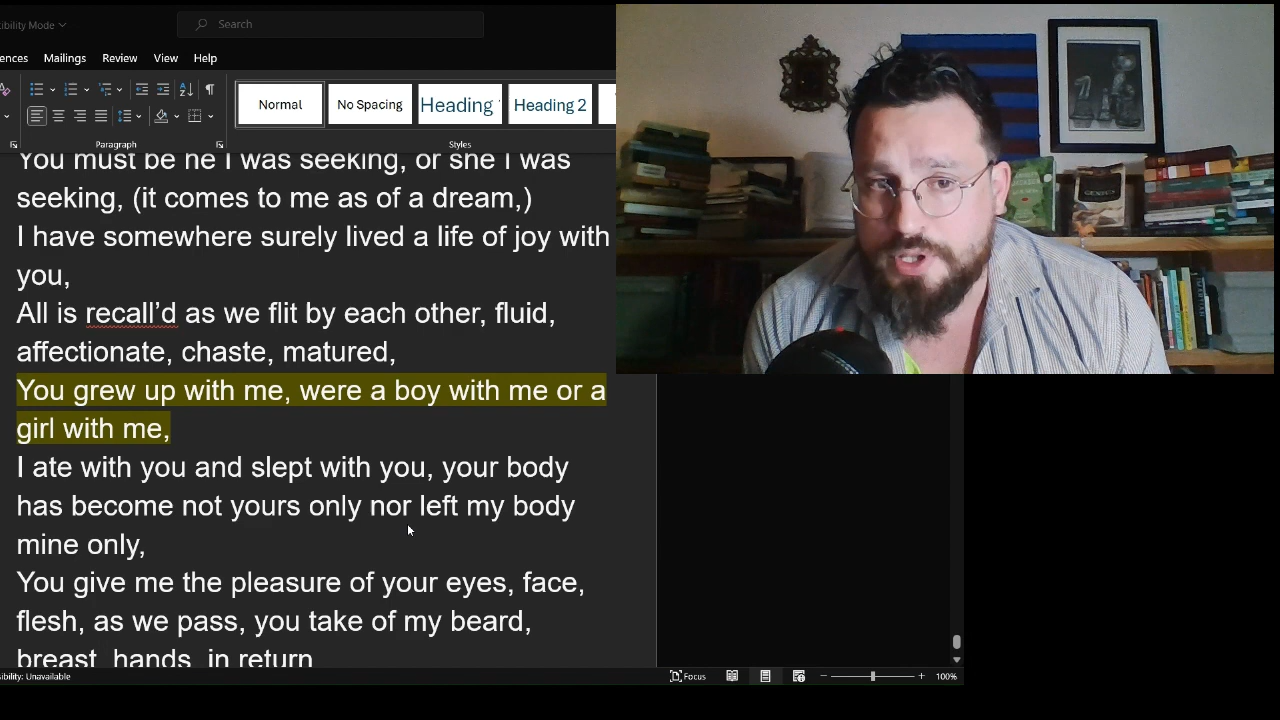 ibility Mode
Search
ences Mailings Review View Help
Normal
No Spacing
Heading
Heading 2
Paragraph
Styles
You must be he I was seeking, or she I was
seeking, (it comes to me as of a dream,)
I have somewhere surely lived a life of joy with
you,
All is recall’d as we flit by each other, fluid,
affectionate, chaste, matured,
You grew up with me, were a boy with me or a
girl with me,
I ate with you and slept with you, your body
has become not yours only nor left my body
mine only,
You give me the pleasure of your eyes, face,
flesh, as we pass, you take of my beard,
breast, hands, in return
ibility: Unavailable
Focus
100%